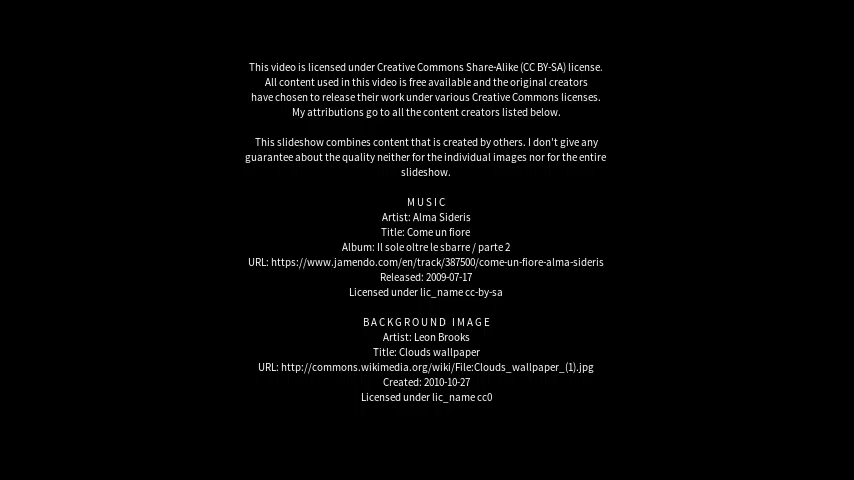 This video is licensed under Creative Commons Share-Alike (CC BY-SA) license.
All content used in this video is free available and the original creators
have chosen to release their work under various Creative Commons licenses.
My attributions go to all the content creators listed below.
This slideshow combines content that is created by others. I don't give any
guarantee about the quality neither for the individual images nor for the entire
slideshow.
M U S I C
Artist: Alma Sideris
Title: Come un fiore
Album: Il sole oltre le sbarre / parte 2
URL: https://www.jamendo.com/en/track/387500/come-un-fiore-alma-sideris
Released: 2009-07-17
Licensed under lic_name cc-by-sa
B A C K G R O U N D   I M A G E
Artist: Leon Brooks
Title: Clouds wallpaper
URL: http://commons.wikimedia.org/wiki/File:Clouds_wallpaper_(1).jpg
Created: 2010-10-27
Licensed under lic_name cc0